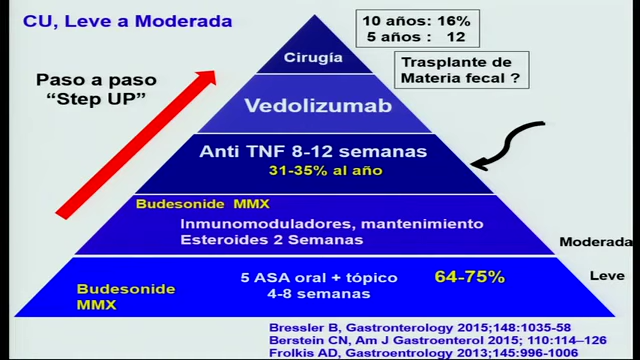 CU, Leve a Moderada
10 años: 16%
5 años : 12
Cirugía
Trasplante de
Materia fecal ?
Paso a paso
“Step UP”
Vedolizumab
Anti TNF 8-12 semanas
31-35% al año
Budesonide MMX
Inmunomoduladores, mantenimiento
Esteroides 2 Semanas
Moderada
Leve
5 ASA oral + tópico
64-75%
4-8 semanas
Budesonide
MMX
Bressler B, Gastronterology 2015;148:1035-58
Berstein CN, Am J Gastroenterol 2015; 110:114–126
Frolkis AD, Gastroentrology 2013;145:996-1006